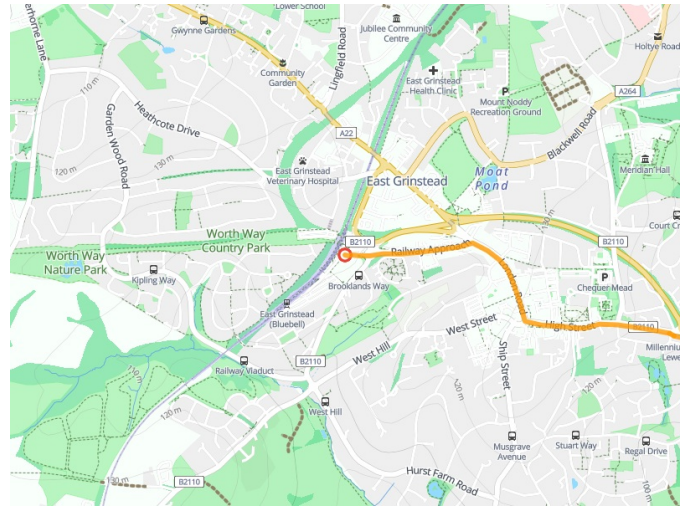 Lower School
Gwynne Gardens
Jubilee Community
Centre
Lingfield Road
Holtye Road
Community
Garden
East Grinstead
Health Clinic
Mount Noddy
Recreation Ground
A264
110 m
Heathcote Drive
Garden Wood Road
A22
Blackwell Road
130 m
120 m
East Grinstead
Veterinary Hospital
Meridian Hall
East Grinstead
Moat
Pond
Worth Way
Country Park
B2110
Railway Approach
B2110
Worth Way
Nature Park
Kipling Way
Brooklands Way
Chequer Mead
East Grinstead
(Bluebell)
West Street
High Street
B2110
B2110
West Hill
Ship Street
Railway Viaduct
West Hill
120 m
120 m
Musgrave
Avenue
Stuart Way
Regal Drive
130 m
B2110
Hurst Farm Road